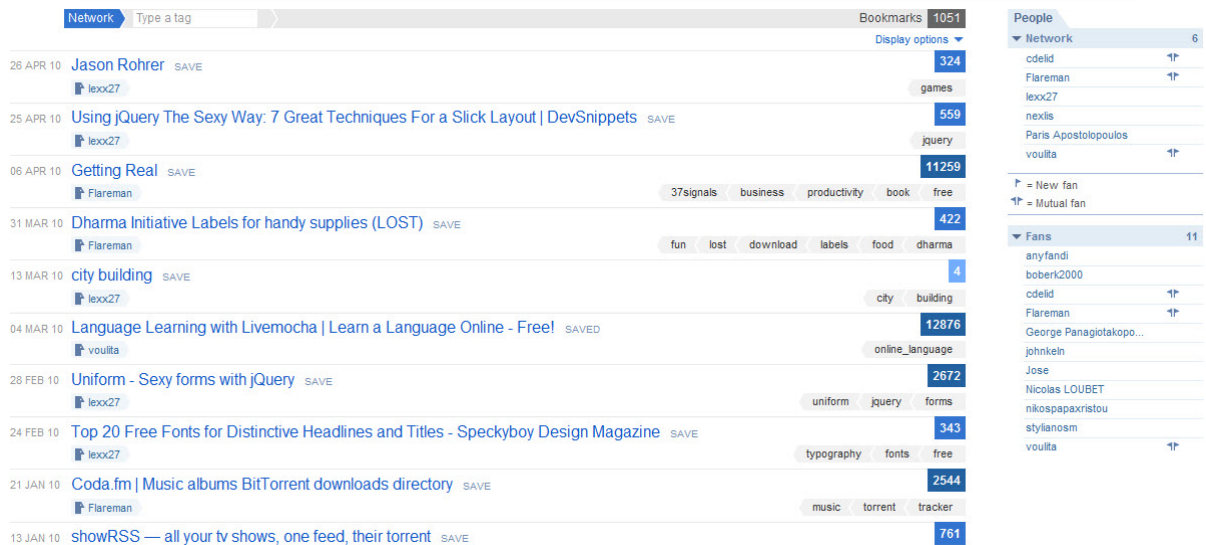 Network Type a tag Bookmarks 1051
Display options
26 APR 10 Jason Rohrer SAVE 324
lexx27 games
25 APR 10 Using jQuery The Sexy Way: 7 Great Techniques For a Slick Layout | DevSnippets SAVE 559
lexx27 jquery
06 APR 10 Getting Real SAVE 11259
Flareman 37signals business productivity book free
31 MAR 10 Dharma Initiative Labels for handy supplies (LOST) SAVE 422
Flareman fun lost download labels food dharma
13 MAR 10 city building SAVE 4
lexx27 city building
04 MAR 10 Language Learning with Livemocha | Learn a Language Online - Free! SAVED 12876
voulita online_language
28 FEB 10 Uniform - Sexy forms with jQuery SAVE 2672
lexx27 uniform jquery forms
24 FEB 10 Top 20 Free Fonts for Distinctive Headlines and Titles - Speckyboy Design Magazine SAVE 343
lexx27 typography fonts free
21 JAN 10 Coda.fm | Music albums BitTorrent downloads directory SAVE 2544
Flareman music torrent tracker
13 JAN 10 showRSS — all your tv shows, one feed, their torrent SAVE 761
People
Network 6
cdelid
Flareman
lexx27
nexlis
Paris Apostolopoulos
voulita
= New fan
= Mutual fan
Fans 11
anyfandi
boberk2000
cdelid
Flareman
George Panagiotakopo...
johnkeln
Jose
Nicolas LOUBET
nikospapaxristou
stylianosm
voulita